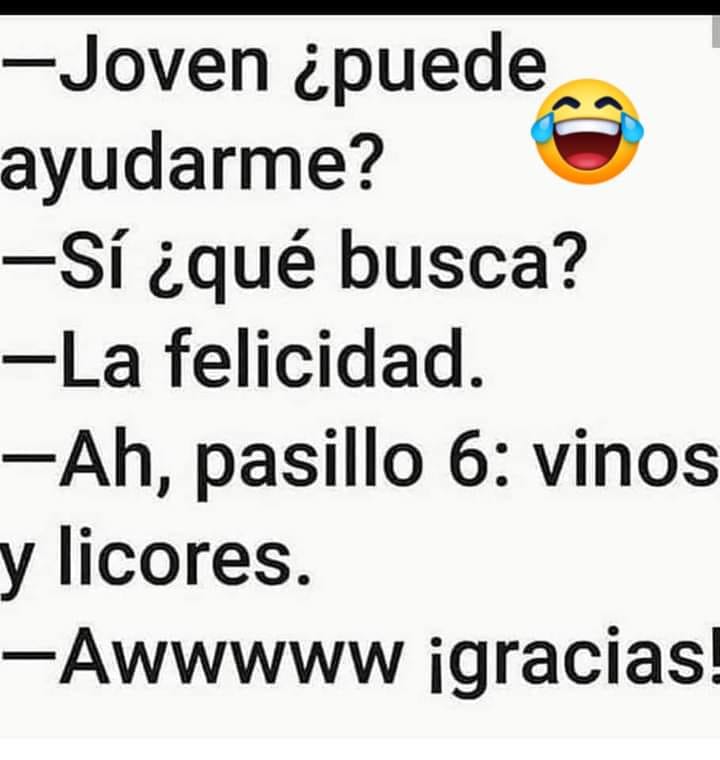 —Joven ¿puede
ayudarme?
—Sí ¿qué busca?
—La felicidad.
—Ah, pasillo 6: vinos
y licores.
—Awwwww ¡gracias!